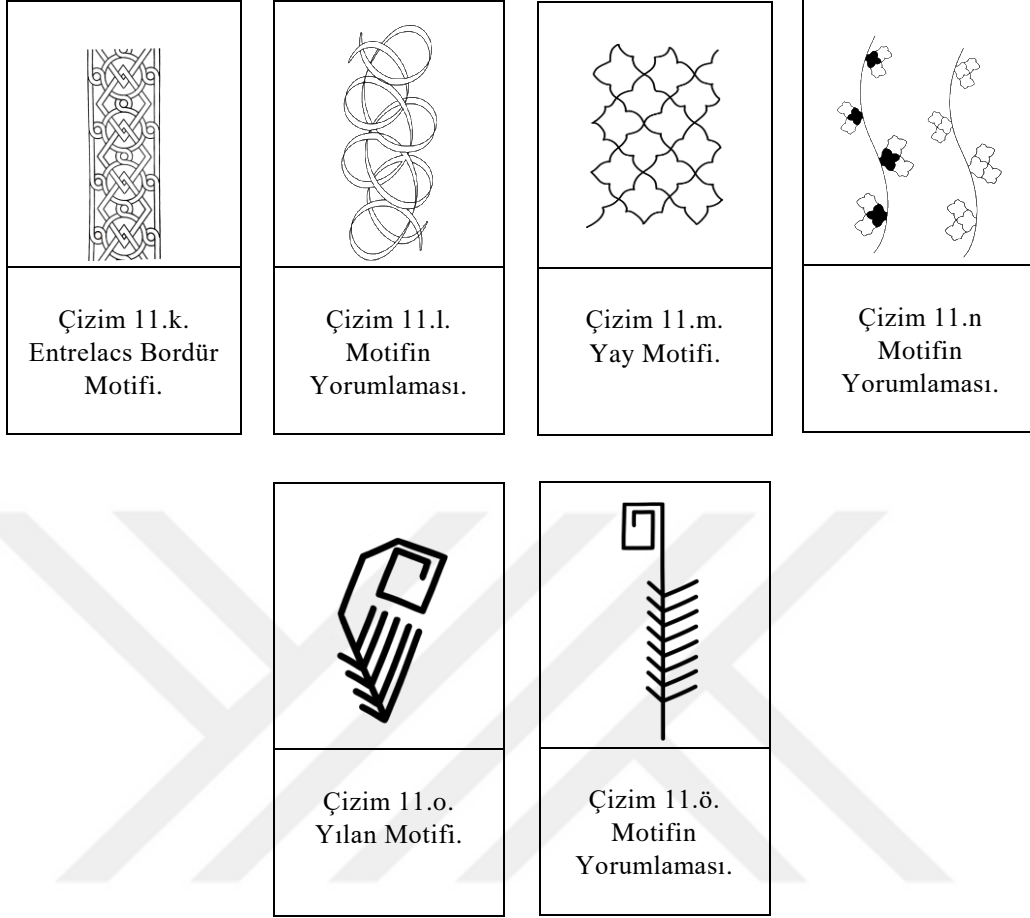 Çizim 11.k.
Entrelacs Bordür
Motifi.
Çizim 11.l.
Motifin
Yorumlaması.
Çizim 11.m.
Yay Motifi.
Çizim 11.n
Motifin
Yorumlaması.
Çizim 11.o.
Yılan Motifi.
Çizim 11.ö.
Motifin
Yorumlaması.